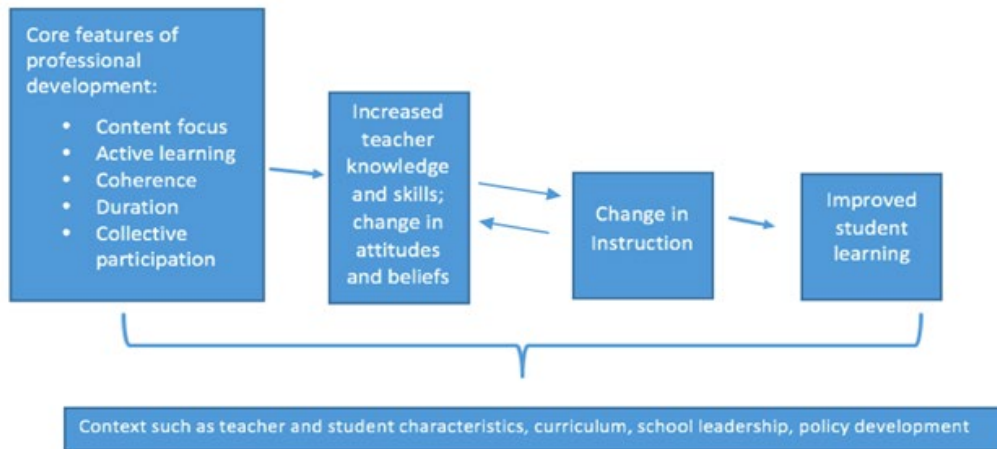 Core features of
professional
development:
• Content focus
• Active learning
• Coherence
• Duration
• Collective
participation
Increased
teacher
knowledge
and skills;
change in
attitudes
and beliefs
Change in
Instruction
Improved
student
learning
Context such as teacher and student characteristics, curriculum, school leadership, policy development